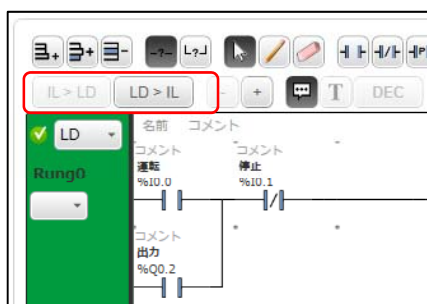 -?-
L?┘
P
IL > LD
LD > IL
-
+
T
DEC
LD
名前 コメント
Rung0
コメント コメント
運転 停止
%I0.0 %I0.1
コメント
出力
%Q0.2